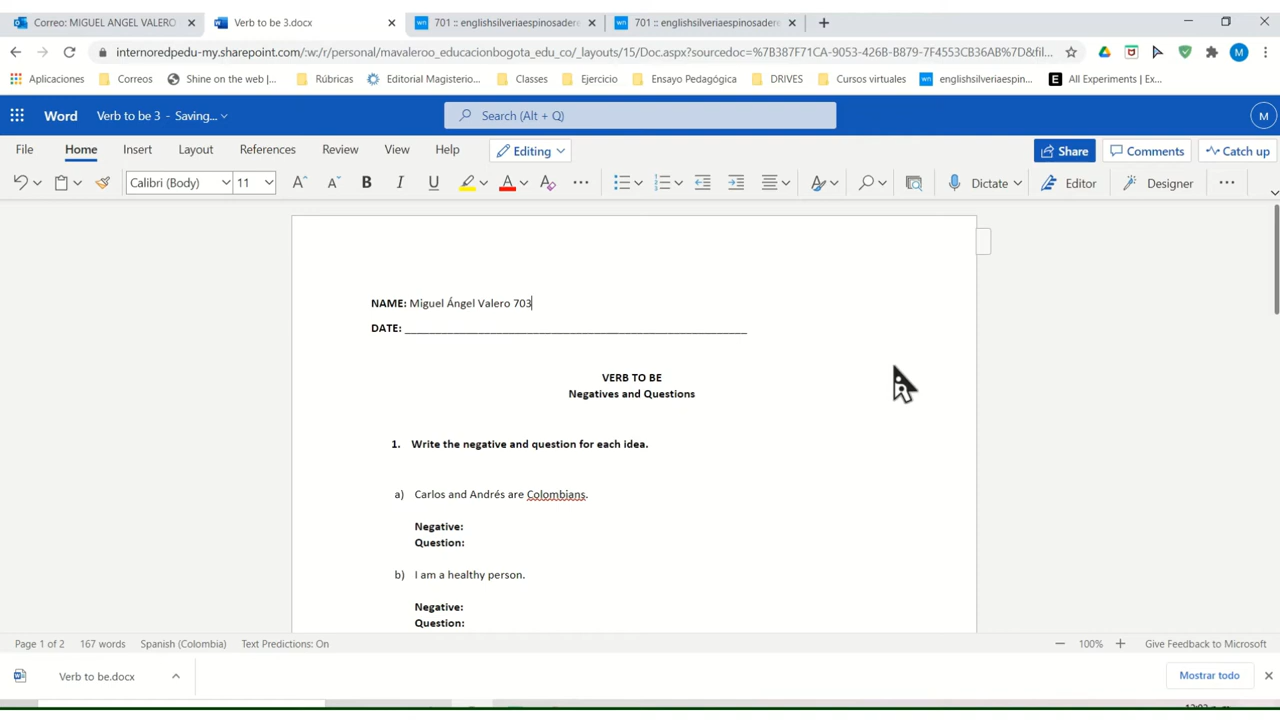 Correo: MIGUEL ANGEL VALERO
Verb to be 3.docx
701 :: englishsilveriaespinosadere
701 :: englishsilveriaespinosadere
internoredpedu-my.sharepoint.com/:w:/r/personal/mavaleroo_educacionbogota_edu_co/_layouts/15/Doc.aspx?sourcedoc=%7B387F71CA-9053-426B-B879-7F4553CB36AB%7D&fil...
M
Aplicaciones
Correos
Shine on the web |...
Rúbricas
Editorial Magisterio...
Classes
Ejercicio
Ensayo Pedagógica
DRIVES
Cursos virtuales
englishsilveriaespin...
All Experiments | Ex...
Word
Verb to be 3 - Saving...
Search (Alt + Q)
M
File
Home
Insert
Layout
References
Review
View
Help
Editing
Share
Comments
Catch up
Calibri (Body)
11
Dictate
Editor
Designer
NAME: Miguel Ángel Valero 703
DATE: ______________________________________________________
VERB TO BE
Negatives and Questions
1. Write the negative and question for each idea.
a) Carlos and Andrés are Colombians.
Negative:
Question:
b) I am a healthy person.
Negative:
Question:
Page 1 of 2
167 words
Spanish (Colombia)
Text Predictions: On
100%
Give Feedback to Microsoft
Verb to be.docx
Mostrar todo